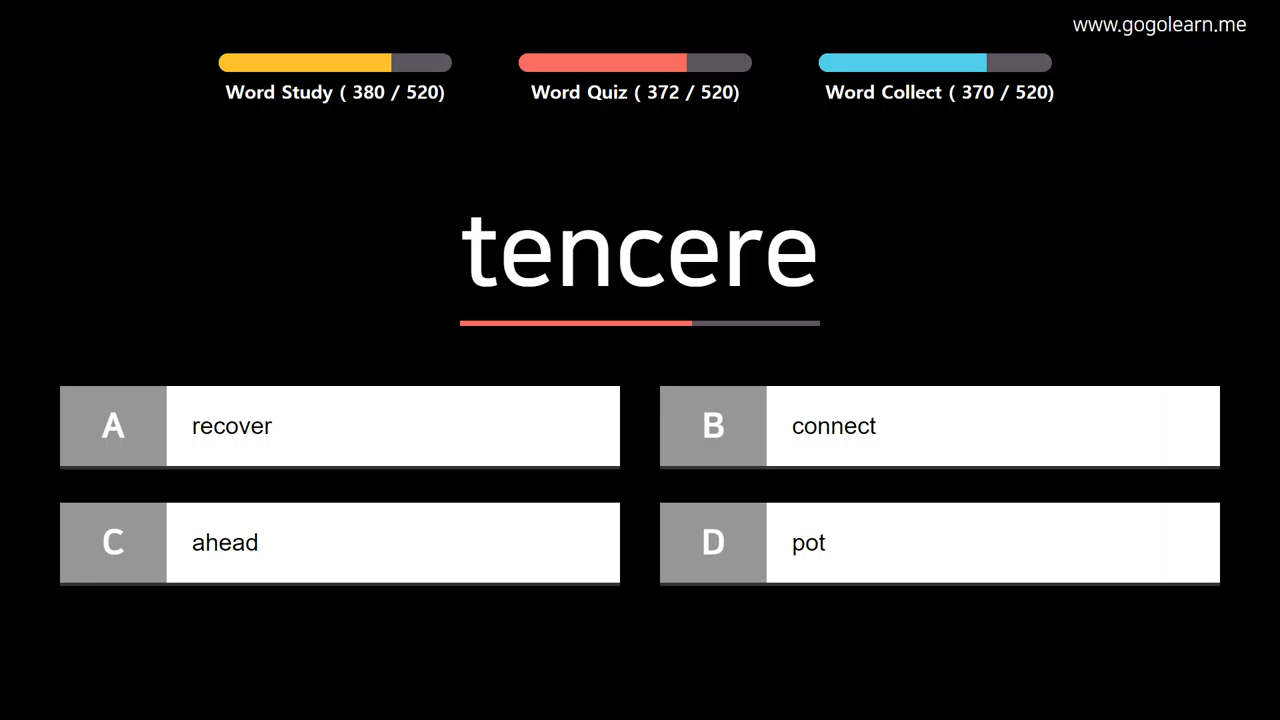 www.gogolearn.me
Word Study ( 380 / 520)
Word Quiz ( 372 / 520)
Word Collect ( 370 / 520)
tencere
A recover
B connect
C ahead
D pot